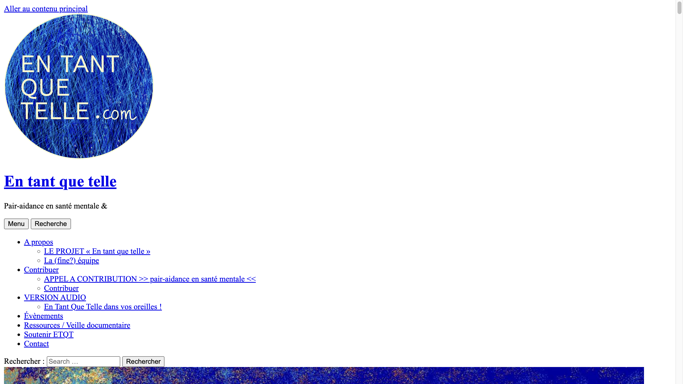 Aller au contenu principal
EN TANT
QUE
TELLE.com
En tant que telle
Pair-aidance en santé mentale &
Menu Recherche
A propos
LE PROJET « En tant que telle »
La (fine?) équipe
Contribuer
APPEL A CONTRIBUTION >> pair-aidance en santé mentale <<
Contribuer
VERSION AUDIO
En Tant Que Telle dans vos oreilles !
Évènements
Ressources / Veille documentaire
Soutenir ETQT
Contact
Rechercher : Search … Rechercher